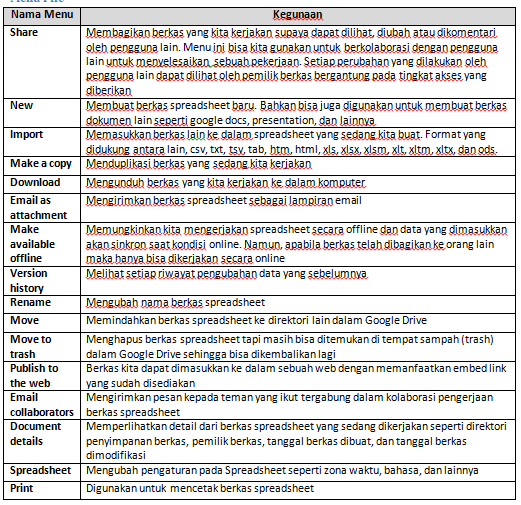 Menu File
Nama Menu Kegunaan
Share Membagikan berkas yang kita kerjakan supaya dapat dilihat, diubah atau dikomentari
oleh pengguna lain. Menu ini bisa kita gunakan untuk berkolaborasi dengan pengguna
lain untuk menyelesaikan sebuah pekerjaan. Setiap perubahan yang dilakukan oleh
pengguna lain dapat dilihat oleh pemilik berkas bergantung pada tingkat akses yang
diberikan
New Membuat berkas spreadsheet baru. Bahkan bisa juga digunakan untuk membuat berkas
dokumen lain seperti google docs, presentation, dan lainnya
Import Memasukkan berkas lain ke dalam spreadsheet yang sedang kita buat. Format yang
didukung antara lain, csv, txt, tsv, tab, htm, html, xls, xlsx, xlsm, xlt, xltm, xltx, dan ods.
Make a copy Menduplikasi berkas yang sedang kita kerjakan
Download Mengunduh berkas yang kita kerjakan ke dalam komputer
Email as Mengirimkan berkas spreadsheet sebagai lampiran email
attachment
Make Memungkinkan kita mengerjakan spreadsheet secara offline dan data yang dimasukkan
available akan sinkron saat kondisi online. Namun, apabila berkas telah dibagikan ke orang lain
offline maka hanya bisa dikerjakan secara online
Version Melihat setiap riwayat pengubahan data yang sebelumnya
history
Rename Mengubah nama berkas spreadsheet
Move Memindahkan berkas spreadsheet ke direktori lain dalam Google Drive
Move to Menghapus berkas spreadsheet tapi masih bisa ditemukan di tempat sampah (trash)
trash dalam Google Drive sehingga bisa dikembalikan lagi
Publish to Berkas kita dapat dimasukkan ke dalam sebuah web dengan memanfaatkan embed link
the web yang sudah disediakan
Email Mengirimkan pesan kepada teman yang ikut tergabung dalam kolaborasi pengerjaan
collaborators berkas spreadsheet
Document Memperlihatkan detail dari berkas spreadsheet yang sedang dikerjakan seperti direktori
details penyimpanan berkas, pemilik berkas, tanggal berkas dibuat, dan tanggal berkas
dimodifikasi
Spreadsheet Mengubah pengaturan pada Spreadsheet seperti zona waktu, bahasa, dan lainnya
Print Digunakan untuk mencetak berkas spreadsheet